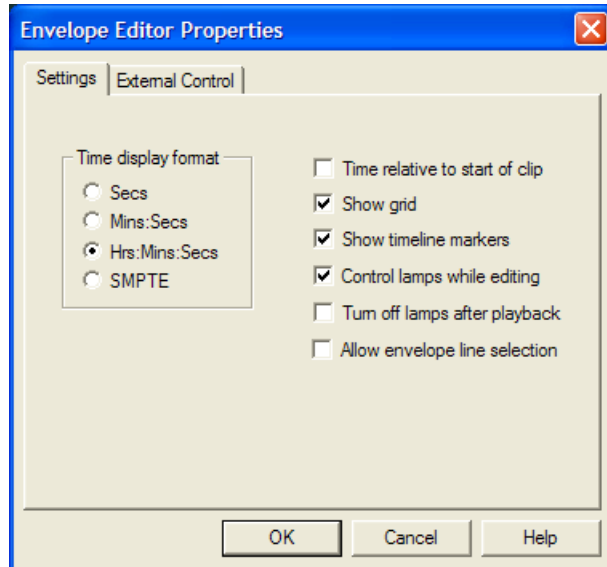 Envelope Editor Properties
Settings
External Control
Time display format
Secs
Mins:Secs
Hrs:Mins:Secs
SMPTE
Time relative to start of clip
Show grid
Show timeline markers
Control lamps while editing
Turn off lamps after playback
Allow envelope line selection
OK
Cancel
Help